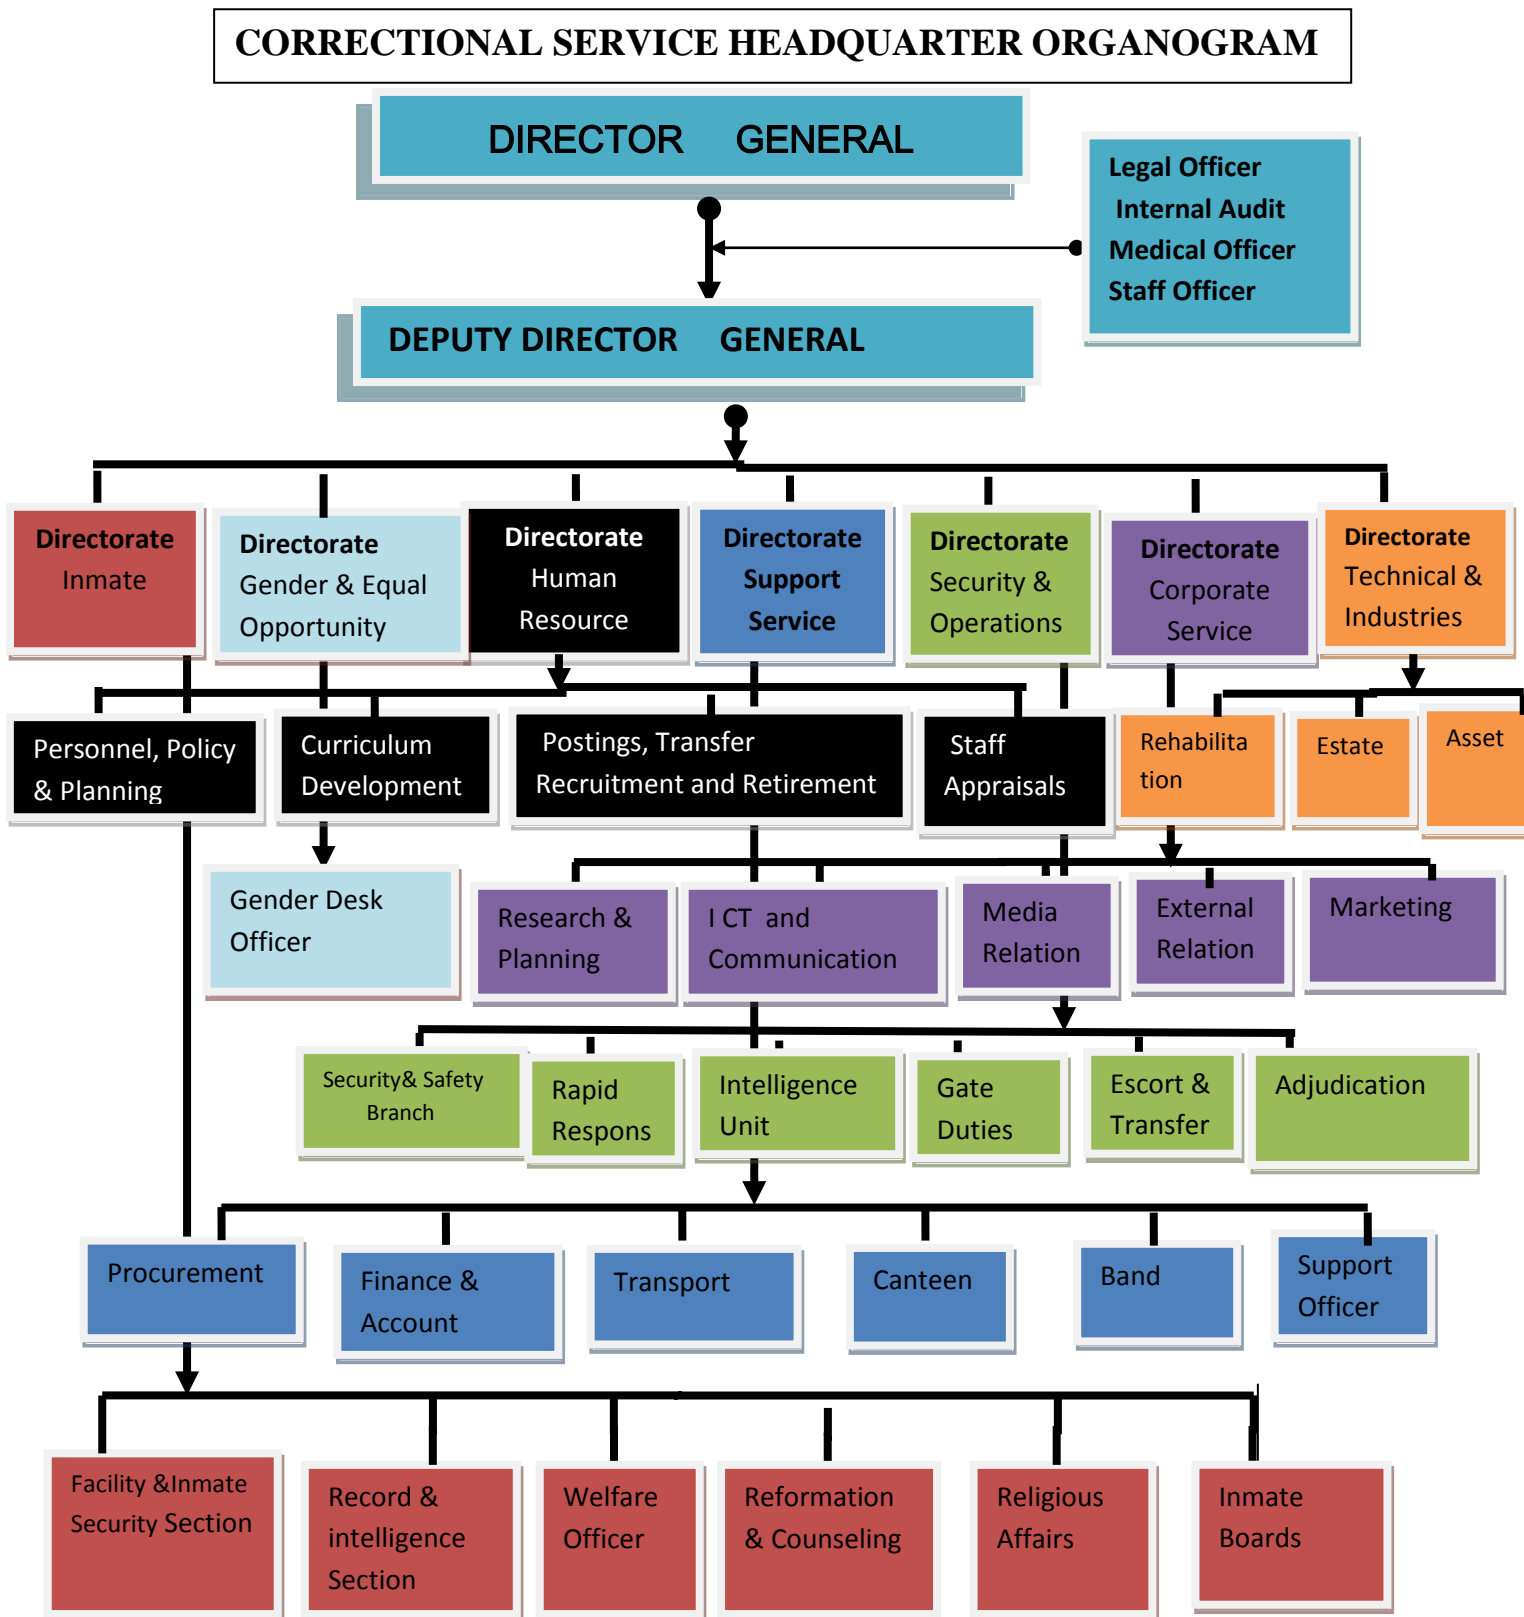 CORRECTIONAL SERVICE HEADQUARTER ORGANOGRAM
DIRECTOR GENERAL
Legal Officer
Internal Audit
Medical Officer
Staff Officer
DEPUTY DIRECTOR GENERAL
Directorate
Inmate
Directorate
Gender & Equal
Opportunity
Directorate
Human
Resource
Directorate
Support
Service
Directorate
Security &
Operations
Directorate
Corporate
Service
Directorate
Technical &
Industries
Personnel, Policy
& Planning
Curriculum
Development
Postings, Transfer
Recruitment and Retirement
Staff
Appraisals
Rehabilita
tion
Estate
Asset
Gender Desk
Officer
Research &
Planning
I CT and
Communication
Media
Relation
External
Relation
Marketing
Security& Safety
Branch
Rapid
Respons
Intelligence
Unit
Gate
Duties
Escort &
Transfer
Adjudication
Procurement
Finance &
Account
Transport
Canteen
Band
Support
Officer
Facility &Inmate
Security Section
Record &
intelligence
Section
Welfare
Officer
Reformation
& Counseling
Religious
Affairs
Inmate
Boards